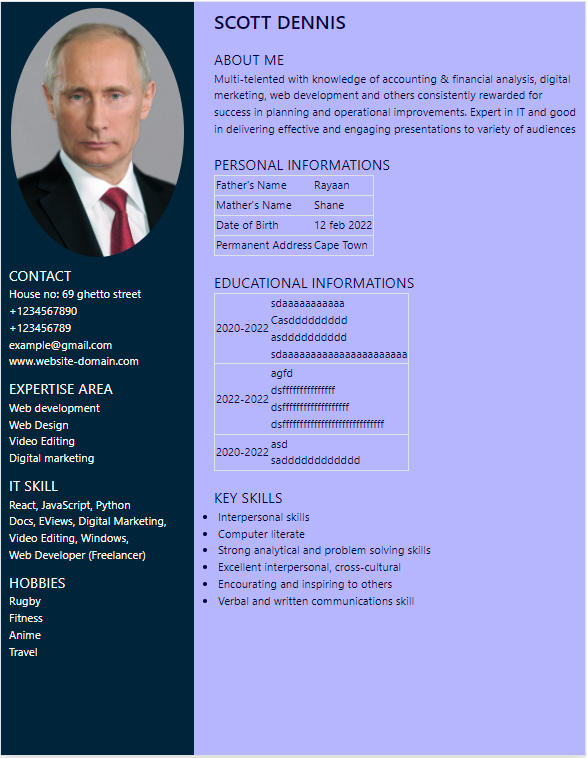 SCOTT DENNIS
ABOUT ME
Multi-telented with knowledge of accounting & financial analysis, digital
merketing, web development and others consistently rewarded for
success in planning and operational improvements. Expert in IT and good
in delivering effective and engaging presentations to variety of audiences
PERSONAL INFORMATIONS
Father's Name Rayaan
Mather's Name Shane
Date of Birth 12 feb 2022
Permanent Address Cape Town
EDUCATIONAL INFORMATIONS
sdaaaaaaaaaaa
Casddddddddd
2020-2022
asdddddddddd
sdaaaaaaaaaaaaaaaaaaaaaaa
agfd
dsfffffffffffffff
2022-2022
dsfffffffffffffffffff
dsfffffffffffffffffffffffffffff
asd
2020-2022
sadddddddddddd
KEY SKILLS
Interpersonal skills
Computer literate
Strong analytical and problem solving skills
Excellent interpersonal, cross-cultural
Encourating and inspiring to others
Verbal and written communications skill
CONTACT
House no: 69 ghetto street
+1234567890
+123456789
example@gmail.com
www.website-domain.com
EXPERTISE AREA
Web development
Web Design
Video Editing
Digital marketing
IT SKILL
React, JavaScript, Python
Docs, EViews, Digital Marketing,
Video Editing, Windows,
Web Developer (Freelancer)
HOBBIES
Rugby
Fitness
Anime
Travel